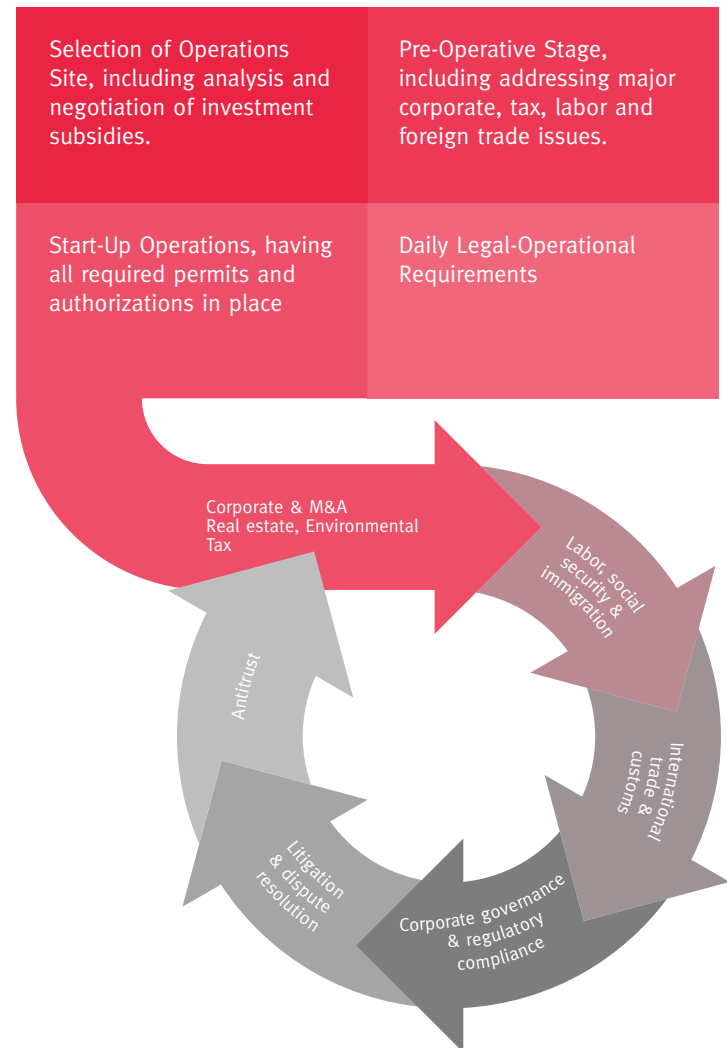 Selection of Operations
Site, including analysis and
negotiation of investment
subsidies.
Pre-Operative Stage,
including addressing major
corporate, tax, labor and
foreign trade issues.
Start-Up Operations, having
all required permits and
authorizations in place
Daily Legal-Operational
Requirements
Corporate & M&A
Real estate, Environmental
Tax
Labor, social
security &
immigration
International
trade &
customs
Corporate governance
& regulatory
compliance
Litigation
& dispute
resolution
Antitrust